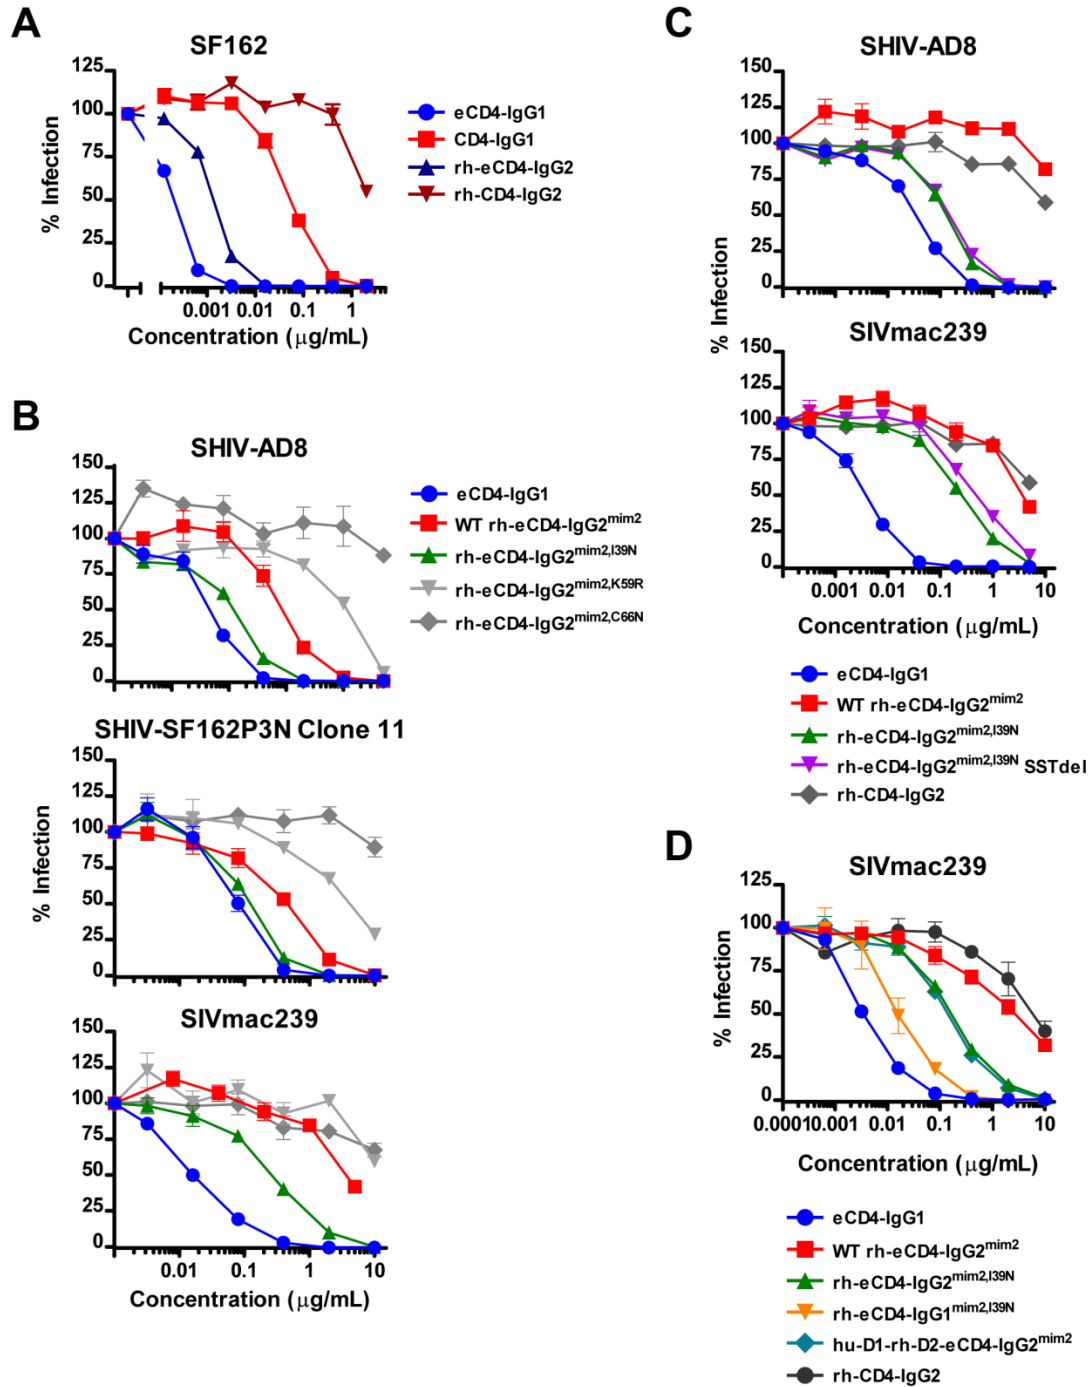 A
SF162
125
100
75
50
25
0
% Infection
0.001 0.01 0.1 1
Concentration (μg/mL)
eCD4-IgG1
CD4-IgG1
rh-eCD4-IgG2
rh-CD4-IgG2
B
SHIV-AD8
150
125
100
75
50
25
0
eCD4-IgG1
WT rh-eCD4-IgG2mim2
rh-eCD4-IgG2mim2,I39N
rh-eCD4-IgG2mim2,K59R
rh-eCD4-IgG2mim2,C66N
SHIV-SF162P3N Clone 11
150
125
100
75
50
25
0
% Infection
SIVmac239
150
125
100
75
50
25
0
0.01 0.1 1 10
Concentration (μg/mL)
C
SHIV-AD8
150
125
100
75
50
25
0
% Infection
SIVmac239
150
125
100
75
50
25
0
0.001 0.01 0.1 1 10
Concentration (μg/mL)
eCD4-IgG1
WT rh-eCD4-IgG2mim2
rh-eCD4-IgG2mim2,I39N
rh-eCD4-IgG2mim2,I39N SSTdel
rh-CD4-IgG2
D
SIVmac239
125
100
75
50
25
0
% Infection
0.0001 0.001 0.01 0.1 1 10
Concentration (μg/mL)
eCD4-IgG1
WT rh-eCD4-IgG2mim2
rh-eCD4-IgG2mim2,I39N
rh-eCD4-IgG1mim2,I39N
hu-D1-rh-D2-eCD4-IgG2mim2
rh-CD4-IgG2